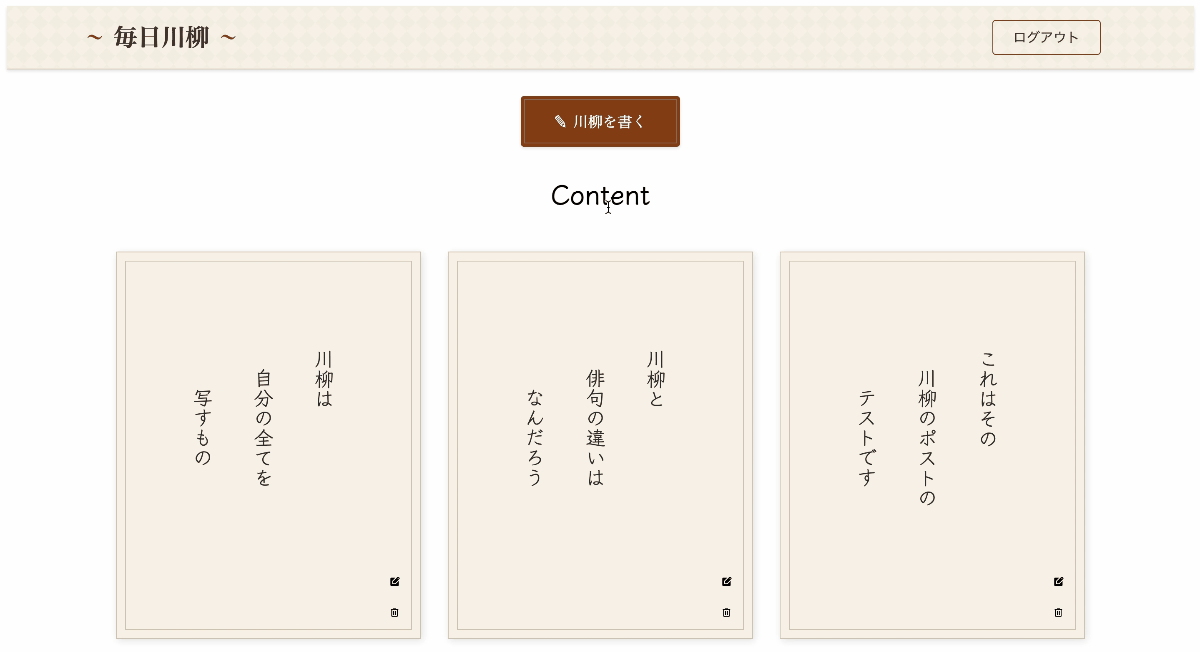 ~ 毎日川柳 ~
ログアウト
✎ 川柳を書く
Content
川柳は
自分の全てを
写すもの
川柳と
俳句の違いは
なんだろう
これはその
川柳のポストの
テストです